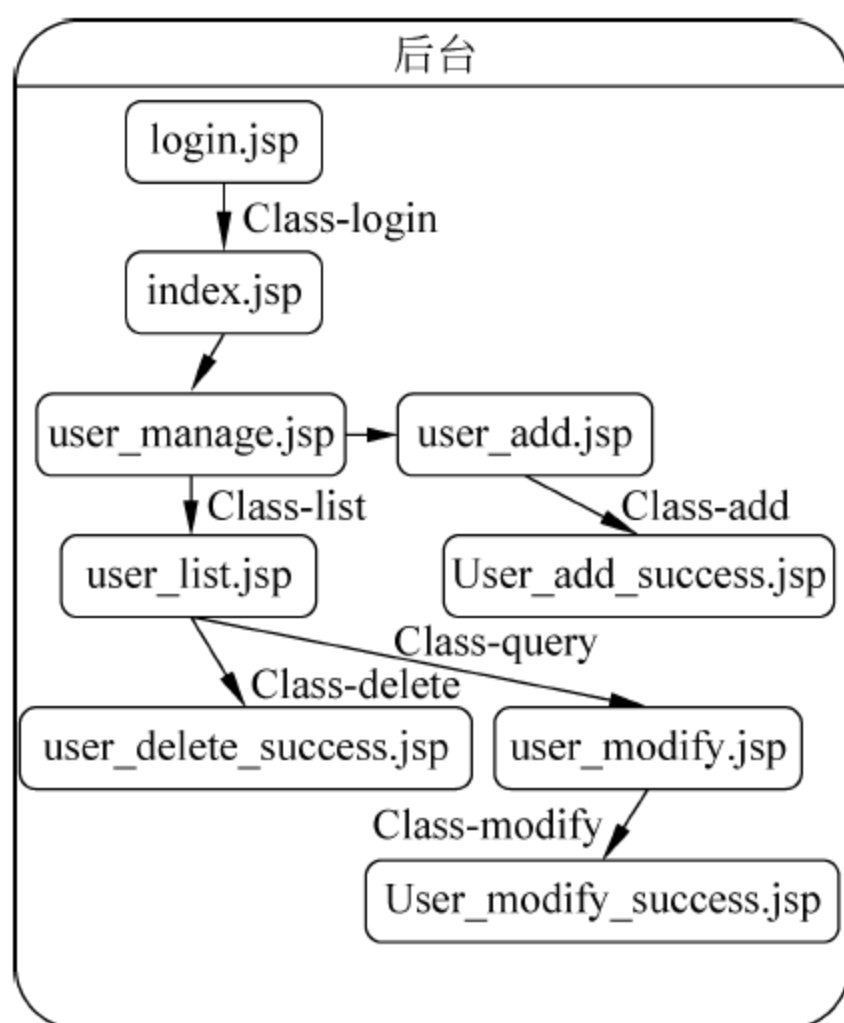 后台
login.jsp
Class-login
index.jsp
user_manage.jsp
user_add.jsp
Class-list
Class-add
user_list.jsp
User_add_success.jsp
Class-query
Class-delete
user_delete_success.jsp
user_modify.jsp
Class-modify
User_modify_success.jsp